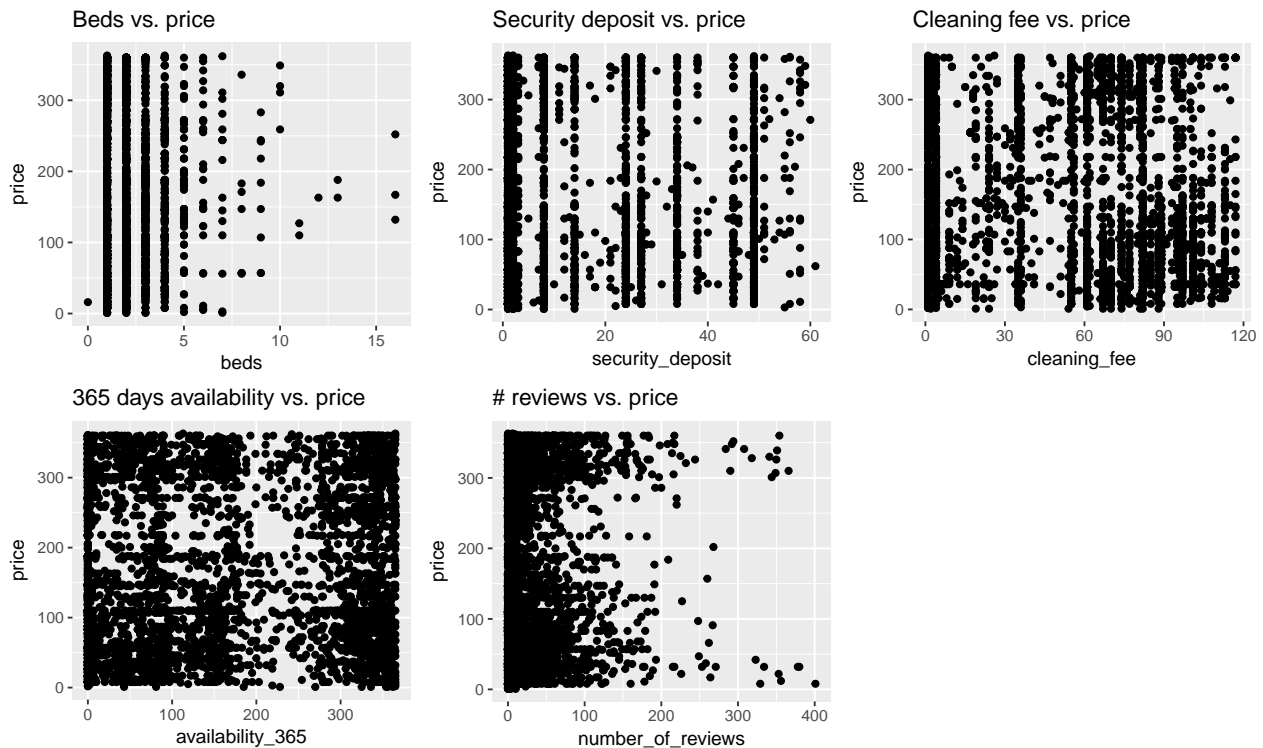 Beds vs. price
300
200
100
0
price
0
5
10
15
beds
Security deposit vs. price
300
200
100
0
price
0
20
40
60
security_deposit
Cleaning fee vs. price
300
200
100
0
price
0
30
60
90
120
cleaning_fee
365 days availability vs. price
300
200
100
0
price
0
100
200
300
availability_365
# reviews vs. price
300
200
100
0
price
0
100
200
300
400
number_of_reviews